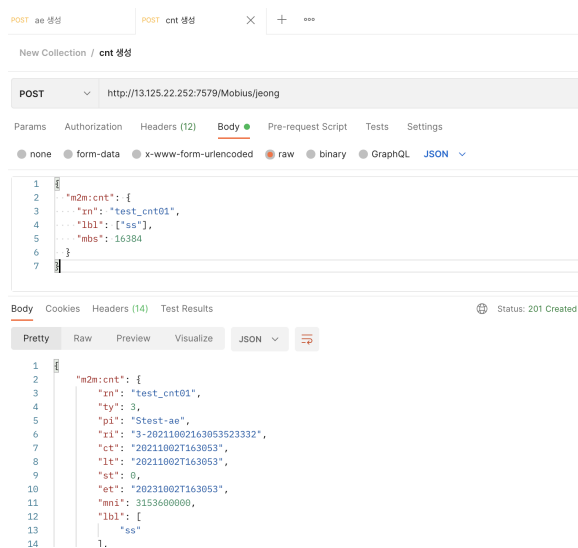 POST ae 생성 POST cnt 생성
New Collection / cnt 생성
POST http://13.125.22.252:7579/Mobius/jeong
Params Authorization Headers (12) Body Pre-request Script Tests Settings
none form-data x-www-form-urlencoded raw binary GraphQL JSON
1 {
2 "m2m:cnt": {
3 "rn": "test_cnt01",
4 "lbl": ["ss"],
5 "mbs": 16384
6 }
7 }
Body Cookies Headers (14) Test Results Status: 201 Created
Pretty Raw Preview Visualize JSON
1 {
2 "m2m:cnt": {
3 "rn": "test_cnt01",
4 "ty": 3,
5 "pi": "Stest-ae",
6 "ri": "3-20211002163053523332",
7 "ct": "20211002T163053",
8 "lt": "20211002T163053",
9 "st": 0,
10 "et": "20231002T163053",
11 "mni": 3153600000,
12 "lbl": [
13 "ss"
14 ],